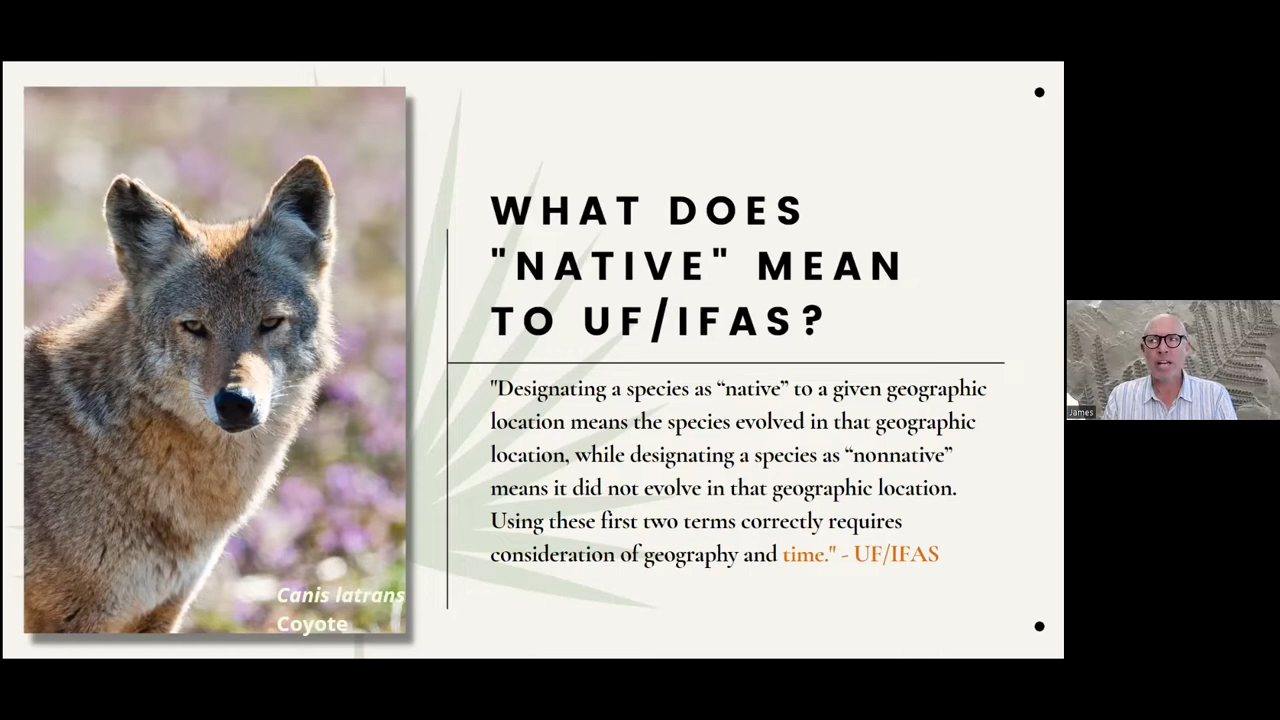 WHAT DOES
"NATIVE" MEAN
TO UF/IFAS?
"Designating a species as “native” to a given geographic
location means the species evolved in that geographic
location, while designating a species as “nonnative”
means it did not evolve in that geographic location.
Using these first two terms correctly requires
consideration of geography and time." - UF/IFAS
Canis latrans
Coyote
James